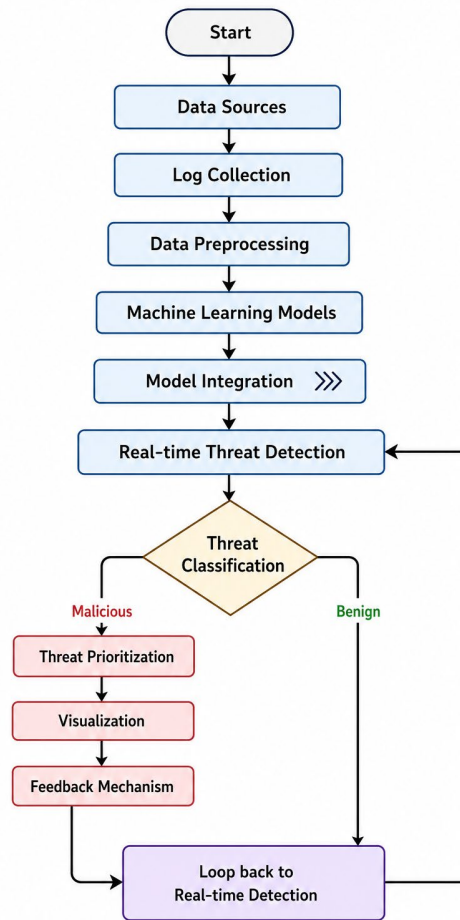 Start
Data Sources
Log Collection
Data Preprocessing
Machine Learning Models
Model Integration
Real-time Threat Detection
Threat
Classification
Malicious
Benign
Threat Prioritization
Visualization
Feedback Mechanism
Loop back to
Real-time Detection